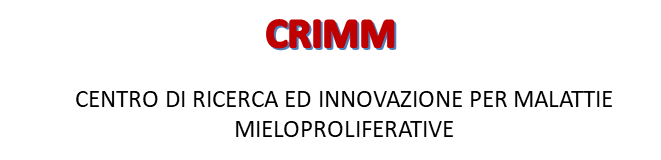 CRIMM
CENTRO DI RICERCA ED INNOVAZIONE PER MALATTIE
MIELOPROLIFERATIVE